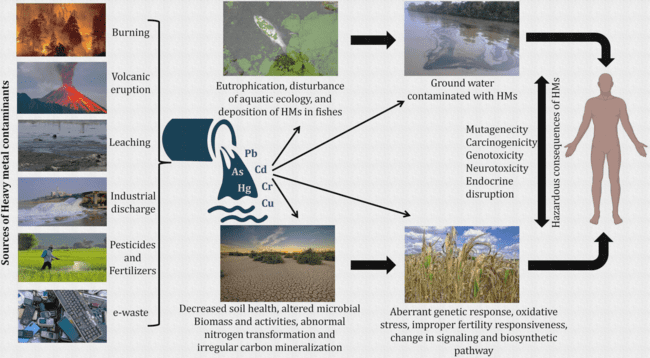 Sources of Heavy metal contaminants
Burning
Volcanic
eruption
Leaching
Industrial
discharge
Pesticides
and
Fertilizers
e-waste
Pb
As
Cd
Hg
Cr
Cu
Eutrophication, disturbance
of aquatic ecology, and
deposition of HMs in fishes
Ground water
contaminated with HMs
Decreased soil health, altered microbial
Biomass and activities, abnormal
nitrogen transformation and
irregular carbon mineralization
Aberrant genetic response, oxidative
stress, improper fertility responsiveness,
change in signaling and biosynthetic
pathway
Mutagenecity
Carcinogenicity
Genotoxicity
Neurotoxicity
Endocrine
disruption
Hazardous consequences of HMs